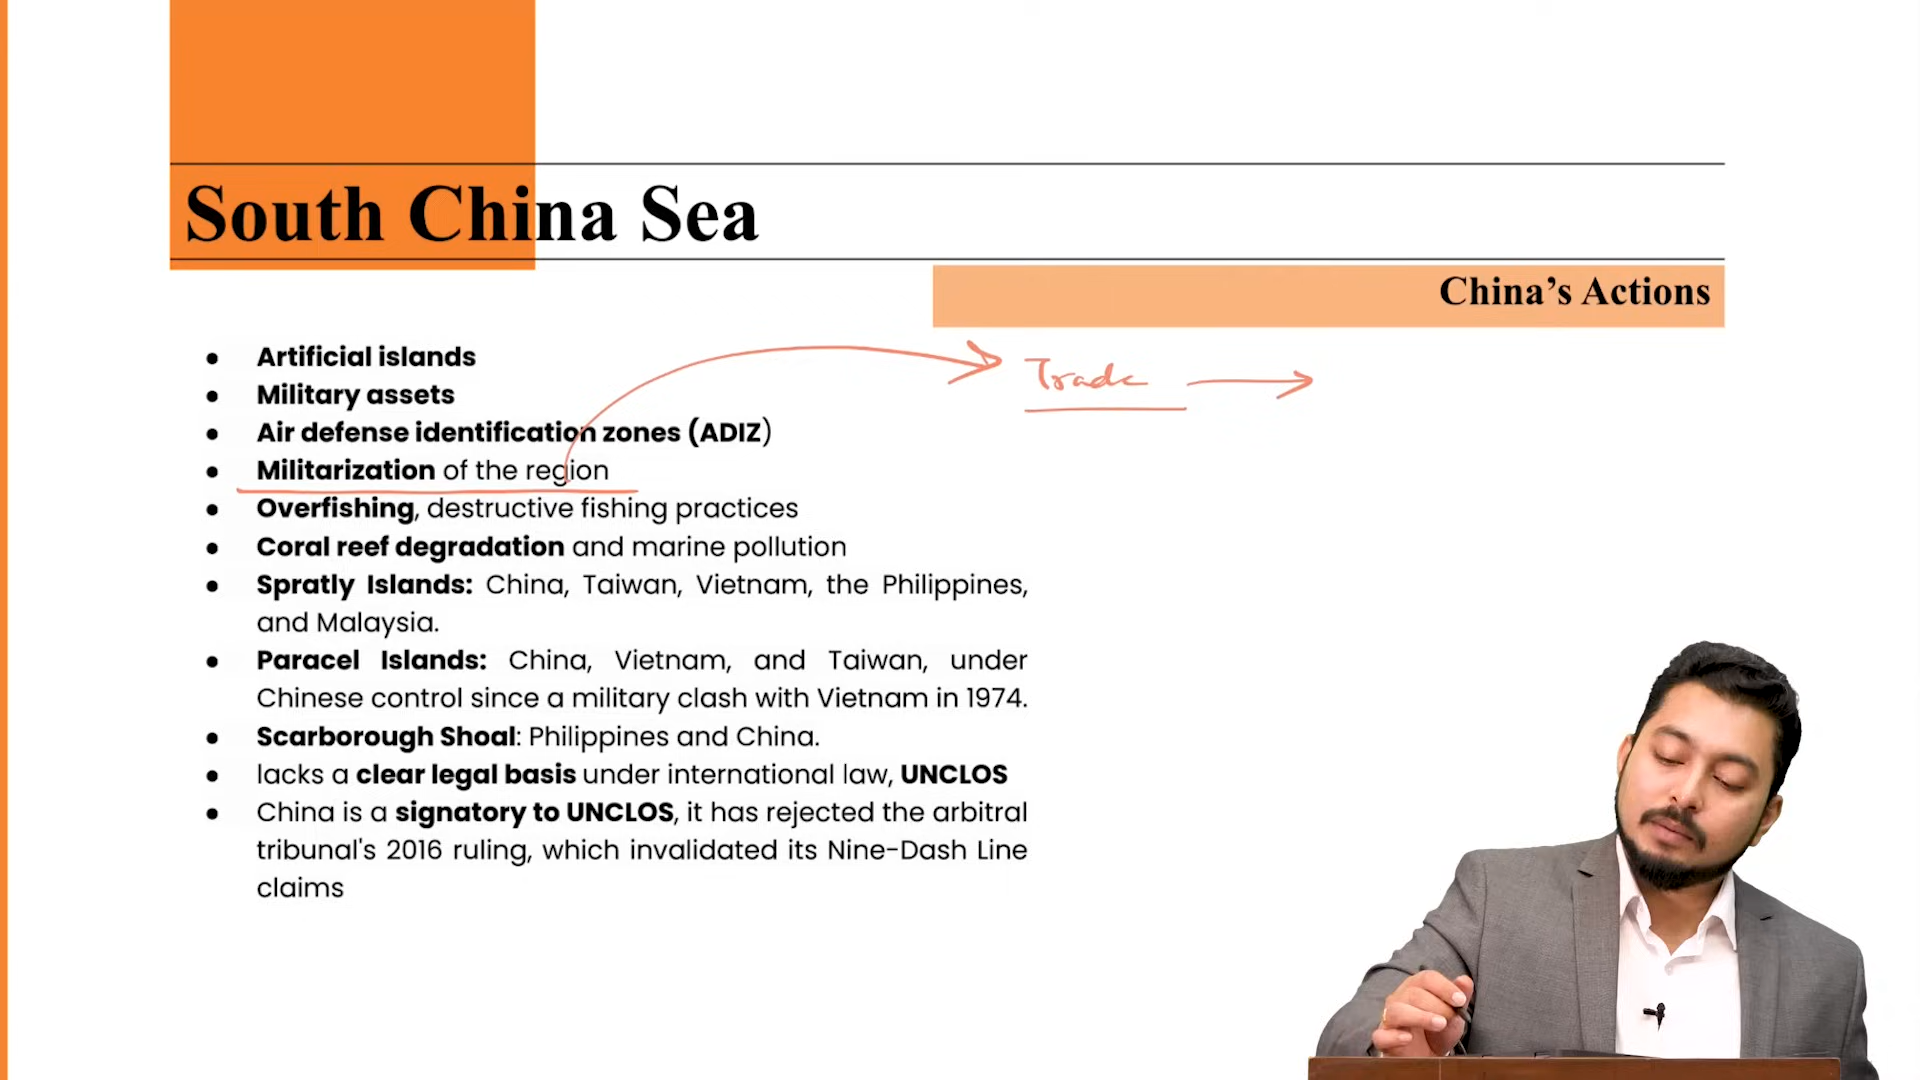 South China Sea
China’s Actions
● Artificial islands
Trade
● Military assets
● Air defense identification zones (ADIZ)
● Militarization of the region
● Overfishing, destructive fishing practices
● Coral reef degradation and marine pollution
● Spratly Islands: China, Taiwan, Vietnam, the Philippines,
and Malaysia.
● Paracel Islands: China, Vietnam, and Taiwan, under
Chinese control since a military clash with Vietnam in 1974.
● Scarborough Shoal: Philippines and China.
● lacks a clear legal basis under international law, UNCLOS
● China is a signatory to UNCLOS, it has rejected the arbitral
tribunal's 2016 ruling, which invalidated its Nine-Dash Line
claims